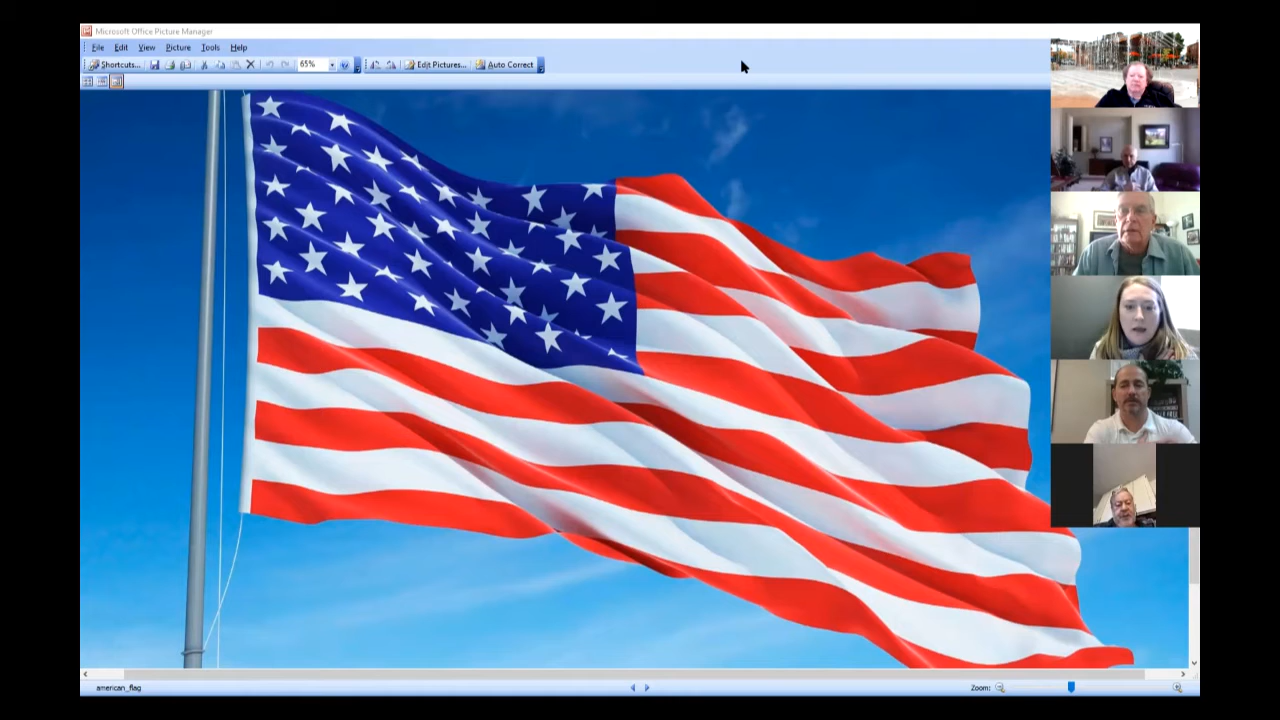 Microsoft Office Picture Manager
File Edit View Picture Tools Help
Shortcuts... 65% Edit Pictures... Auto Correct
american_flag Zoom: